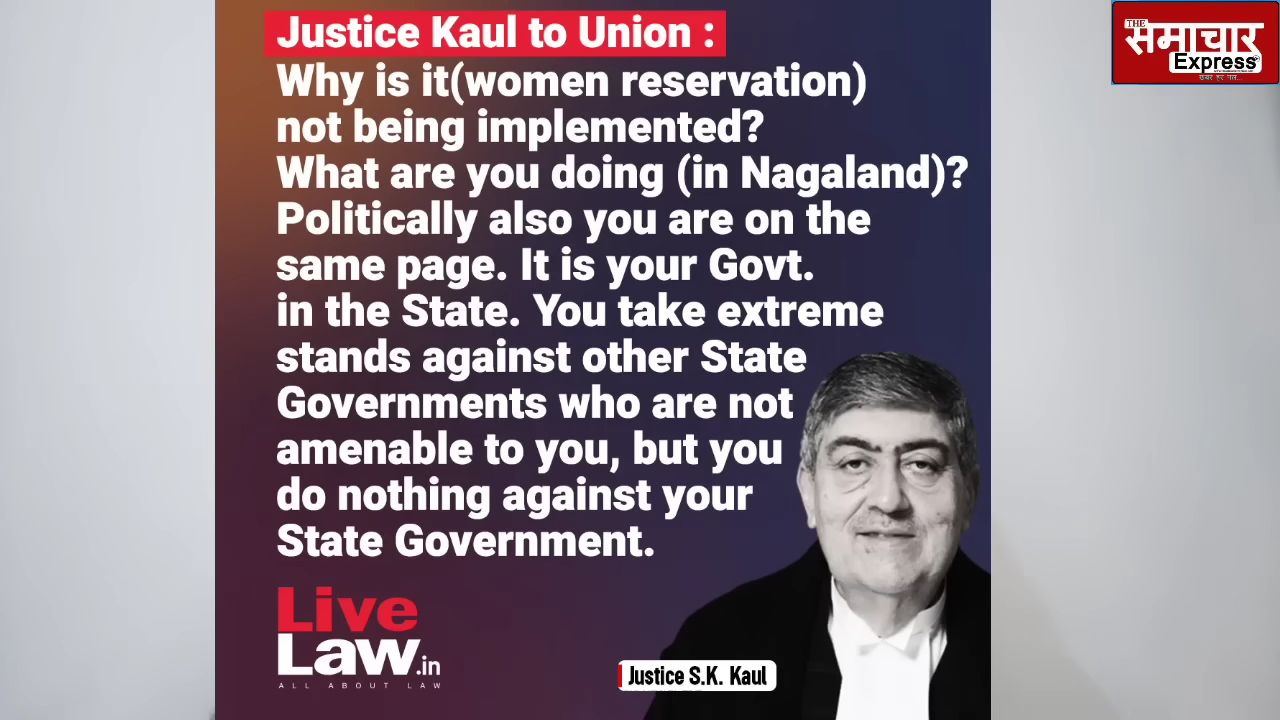 Justice Kaul to Union :
Why is it(women reservation)
not being implemented?
What are you doing (in Nagaland)?
Politically also you are on the
same page. It is your Govt.
in the State. You take extreme
stands against other State
Governments who are not
amenable to you, but you
do nothing against your
State Government.
Live
Law.in
ALL ABOUT LAW
Justice S.K. Kaul
THE
समाचार
Express